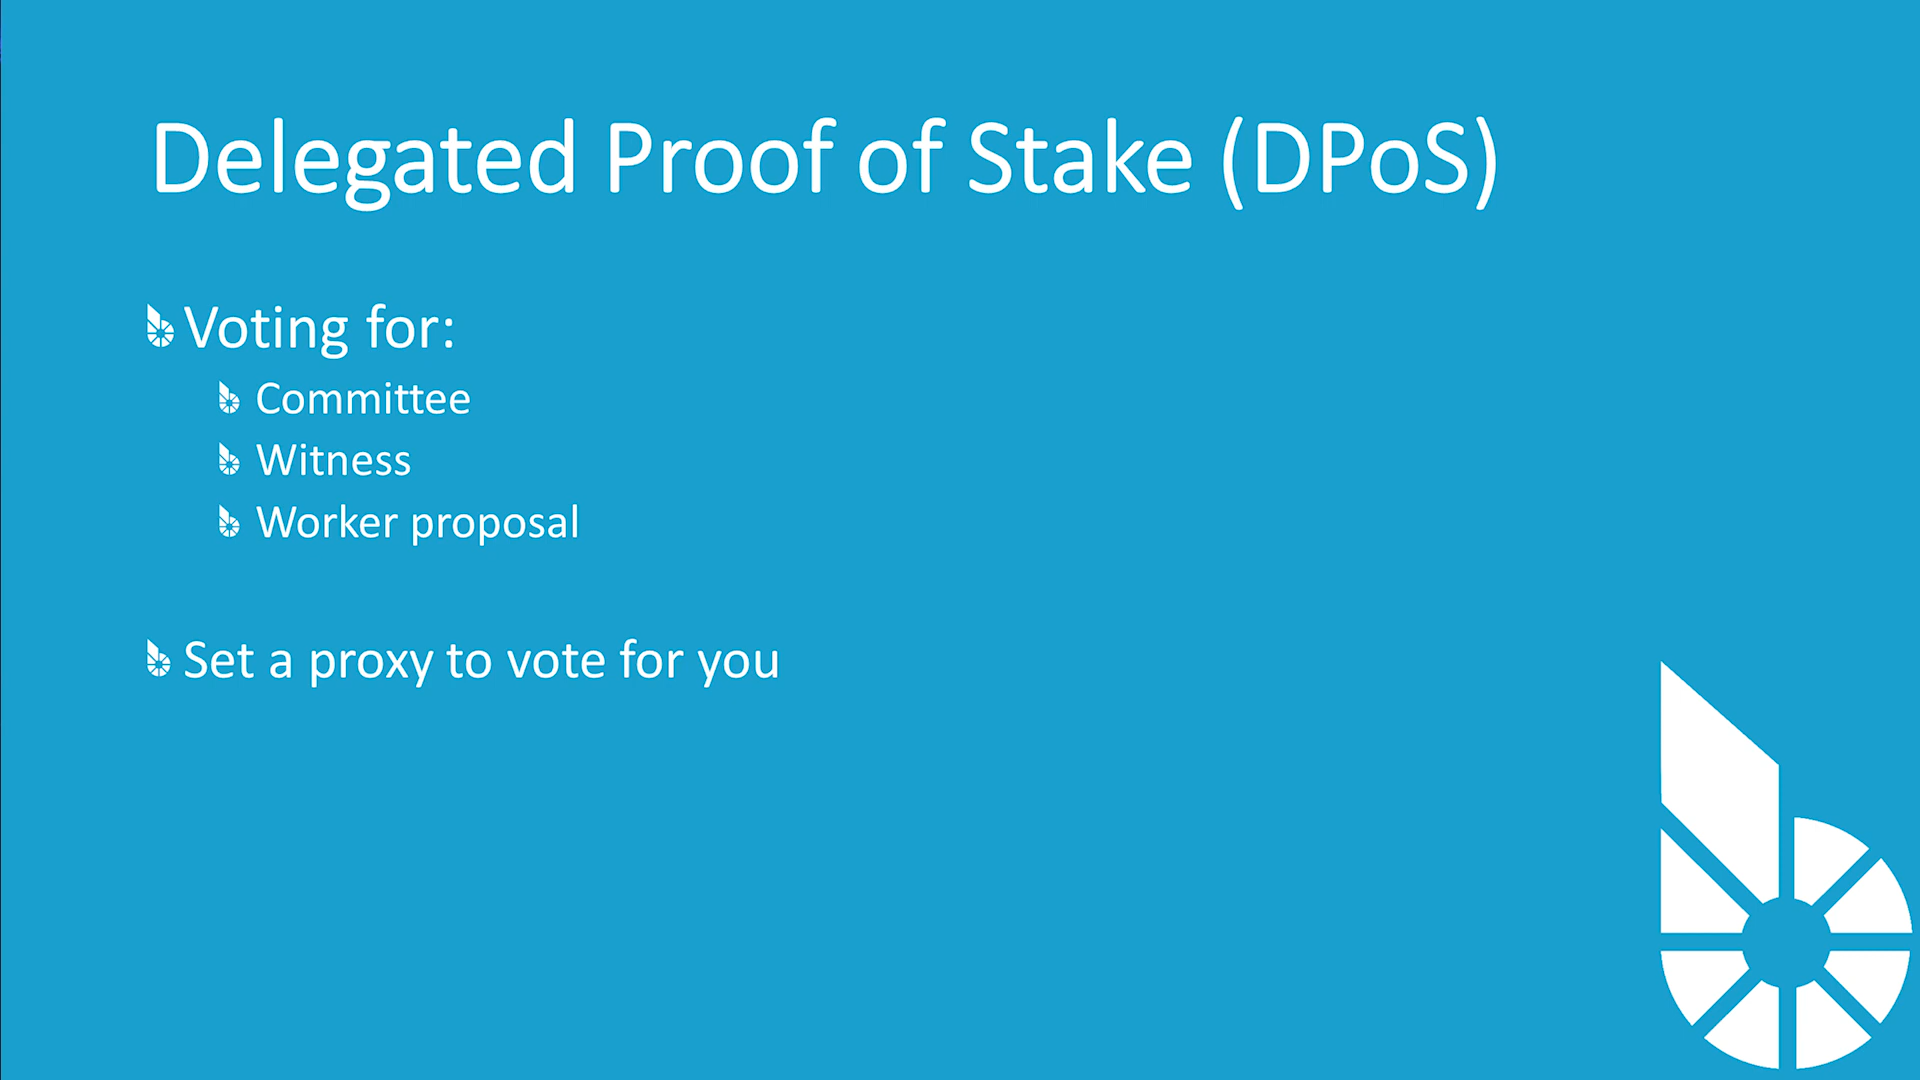 Delegated Proof of Stake (DPoS)
Voting for:
Committee
Witness
Worker proposal
Set a proxy to vote for you